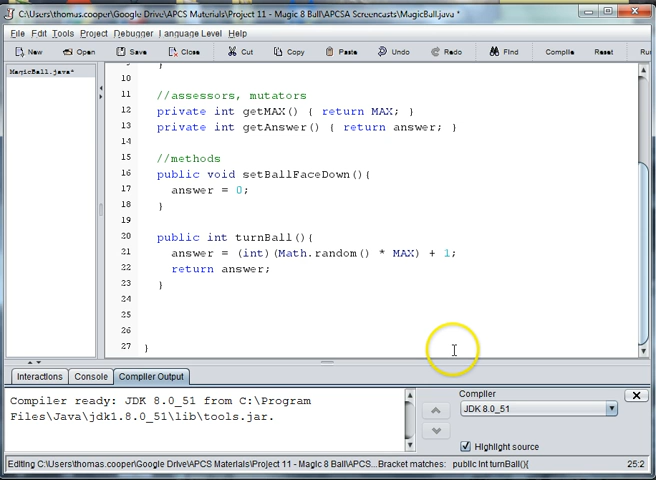 C:\Users\thomas.cooper\Google Drive\APCS Materials\Project 11 - Magic 8 Ball\APCSA Screencasts\MagicBall.java *
File Edit Tools Project Debugger Language Level Help
New Open Save Close Cut Copy Paste Undo Redo Find Compile Reset Run
MagicBall.java*
9 }
10
11 //assessors, mutators
12 private int getMAX() { return MAX; }
13 private int getAnswer() { return answer; }
14
15 //methods
16 public void setBallFaceDown(){
17 answer = 0;
18 }
19
20 public int turnBall(){
21 answer = (int)(Math.random() * MAX) + 1;
22 return answer;
23 }
24
25
26
27 }
Interactions Console Compiler Output
Compiler ready: JDK 8.0_51 from C:\Program
Files\Java\jdk1.8.0_51\lib\tools.jar.
Compiler
JDK 8.0_51
Highlight source
Editing C:\Users\thomas.cooper\Google Drive\APCS Materials\Project 11 - Magic 8 Ball\APC...Bracket matches: public int turnBall(){ 25:2